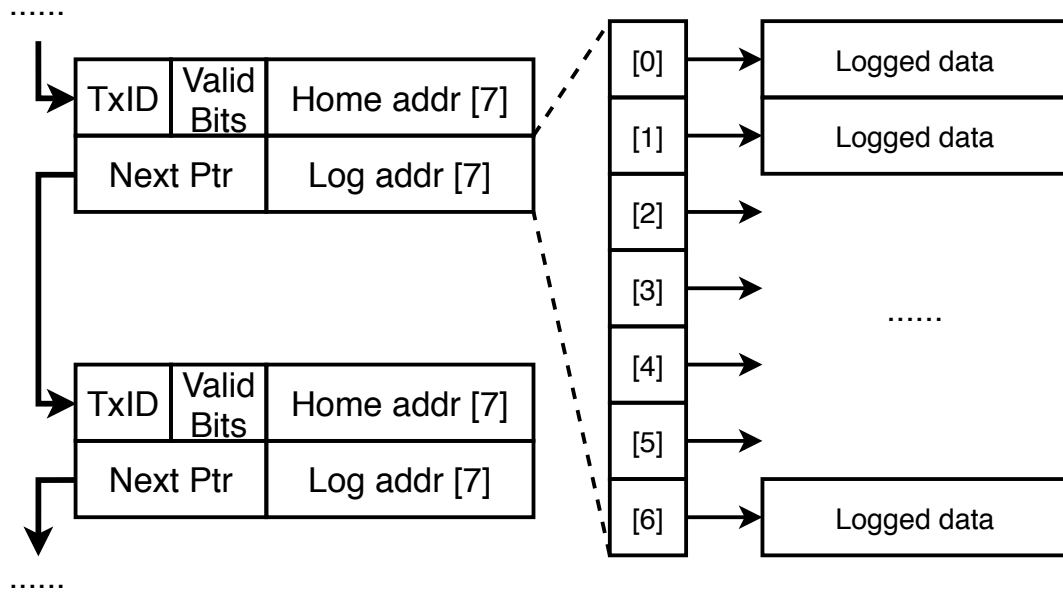 ......
TxID
Valid
Bits
Home addr [7]
Next Ptr
Log addr [7]
TxID
Valid
Bits
Home addr [7]
Next Ptr
Log addr [7]
......
[0]
Logged data
[1]
Logged data
[2]
[3]
......
[4]
[5]
[6]
Logged data